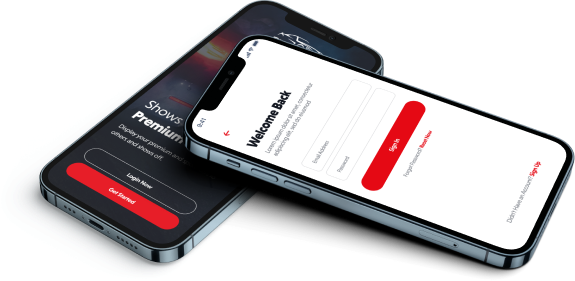 Shows
Premium
Display your premium and
others and shows off.
Login Now
Get Started
9:41
Welcome Back
Lorem ipsum dolor sit amet, consectetur
adipiscing elit, sed do eiusmod.
Email Address
Password
Sign In
Forgot Password? Reset Now
Didn't Have an Account? Sign Up